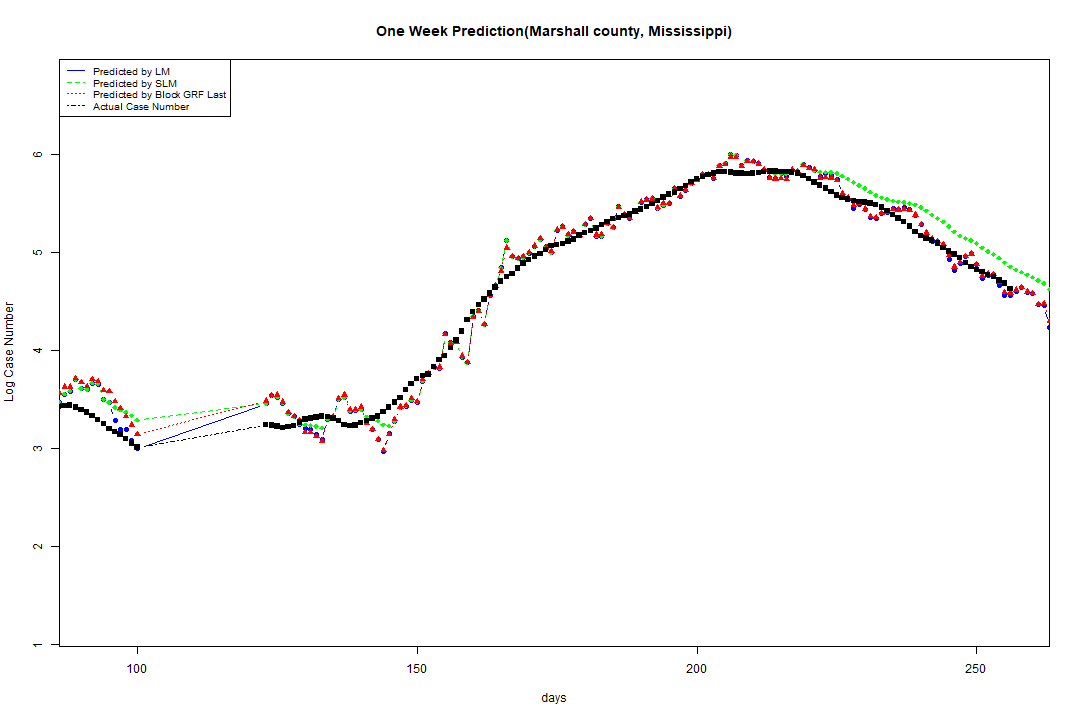 One Week Prediction(Marshall county, Mississippi)
Predicted by LM
Predicted by SLM
Predicted by Block GRF Last
Actual Case Number
Log Case Number
6
5
4
3
2
1
100
150
200
250
days